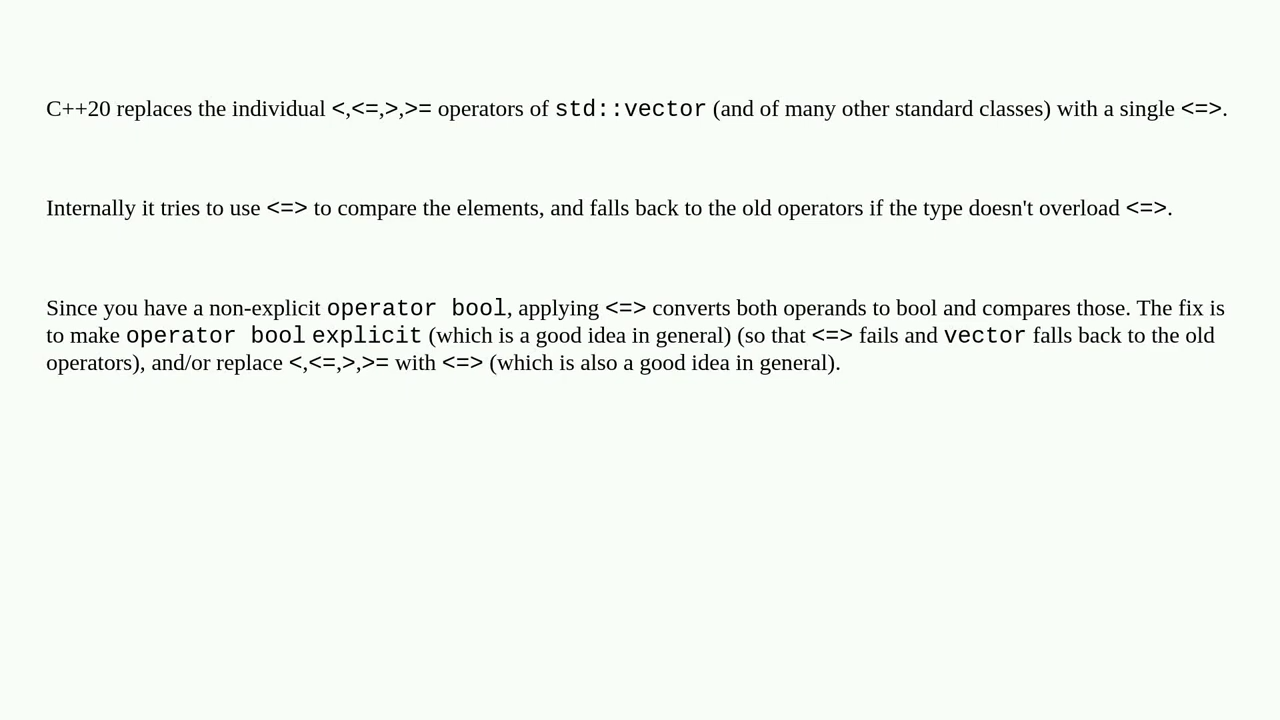 C++20 replaces the individual <,<=,>,>= operators of std::vector (and of many other standard classes) with a single <=>.
Internally it tries to use <=> to compare the elements, and falls back to the old operators if the type doesn't overload <=>.
Since you have a non-explicit operator bool, applying <=> converts both operands to bool and compares those. The fix is
to make operator bool explicit (which is a good idea in general) (so that <=> fails and vector falls back to the old
operators), and/or replace <,<=,>,>= with <=> (which is also a good idea in general).